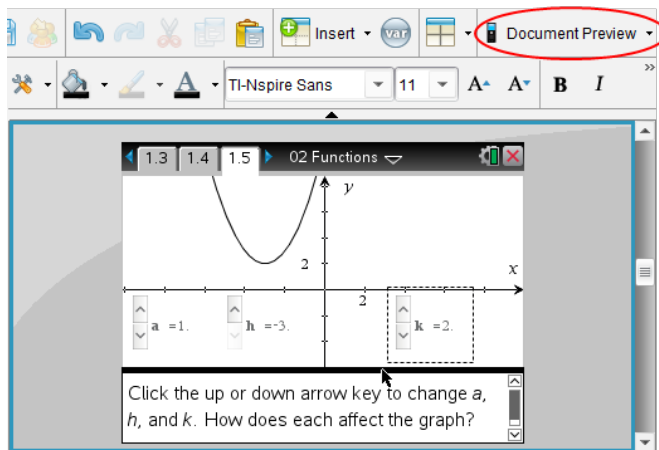 Insert var Document Preview
TI-Nspire Sans 11 A A B I »
1.3 1.4 1.5 02 Functions
y
2
x
2
a =1. h =-3. k =2.
Click the up or down arrow key to change a,
h, and k. How does each affect the graph?